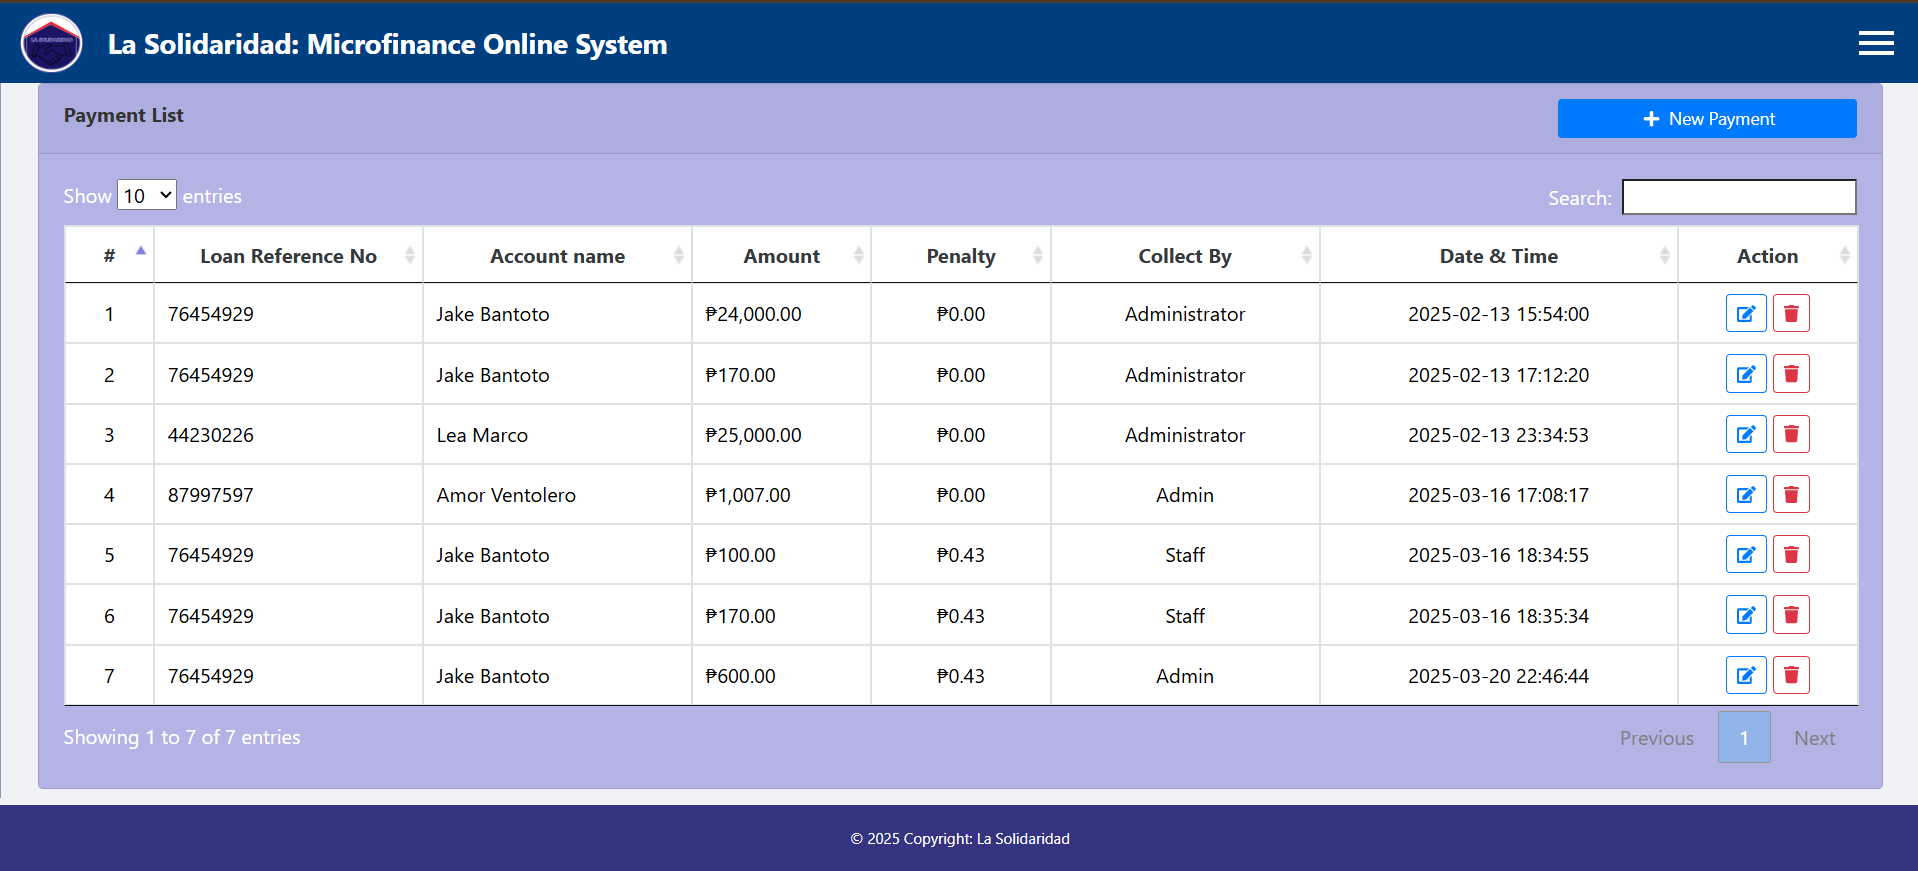 LA SOLIDARIDAD
La Solidaridad: Microfinance Online System
Payment List
New Payment
Show 10 entries
Search:
# Loan Reference No Account name Amount Penalty Collect By Date & Time Action
1 76454929 Jake Bantoto ₱24,000.00 ₱0.00 Administrator 2025-02-13 15:54:00
2 76454929 Jake Bantoto ₱170.00 ₱0.00 Administrator 2025-02-13 17:12:20
3 44230226 Lea Marco ₱25,000.00 ₱0.00 Administrator 2025-02-13 23:34:53
4 87997597 Amor Ventolero ₱1,007.00 ₱0.00 Admin 2025-03-16 17:08:17
5 76454929 Jake Bantoto ₱100.00 ₱0.43 Staff 2025-03-16 18:34:55
6 76454929 Jake Bantoto ₱170.00 ₱0.43 Staff 2025-03-16 18:35:34
7 76454929 Jake Bantoto ₱600.00 ₱0.43 Admin 2025-03-20 22:46:44
Showing 1 to 7 of 7 entries
Previous 1 Next
© 2025 Copyright: La Solidaridad